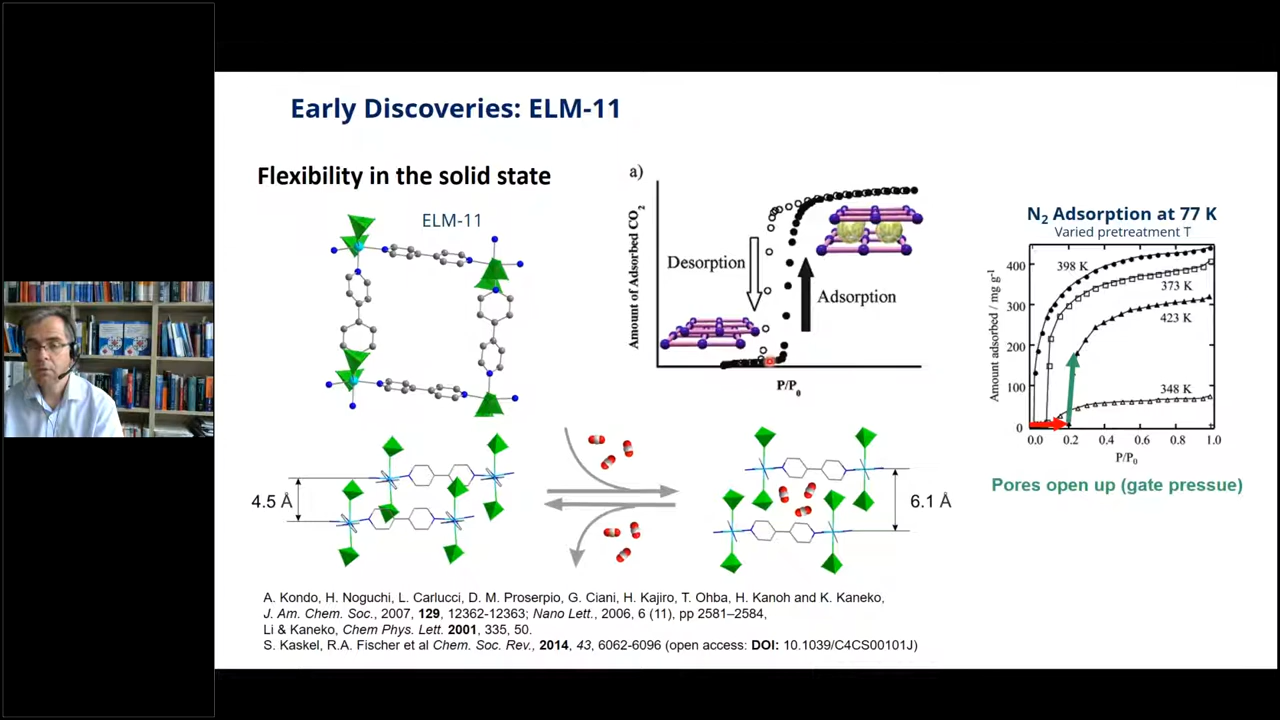 Early Discoveries: ELM-11
Flexibility in the solid state
ELM-11
a)
Amount of Adsorbed CO2
Desorption
Adsorption
P/P0
N2 Adsorption at 77 K
Varied pretreatment T
Amount adsorbed / mg g-1
400
300
200
100
0
398 K
373 K
423 K
348 K
0.0 0.2 0.4 0.6 0.8 1.0
P/P0
Pores open up (gate pressue)
4.5 Å
6.1 Å
A. Kondo, H. Noguchi, L. Carlucci, D. M. Proserpio, G. Ciani, H. Kajiro, T. Ohba, H. Kanoh and K. Kaneko,
J. Am. Chem. Soc., 2007, 129, 12362-12363; Nano Lett., 2006, 6 (11), pp 2581–2584,
Li & Kaneko, Chem Phys. Lett. 2001, 335, 50.
S. Kaskel, R.A. Fischer et al Chem. Soc. Rev., 2014, 43, 6062-6096 (open access: DOI: 10.1039/C4CS00101J)